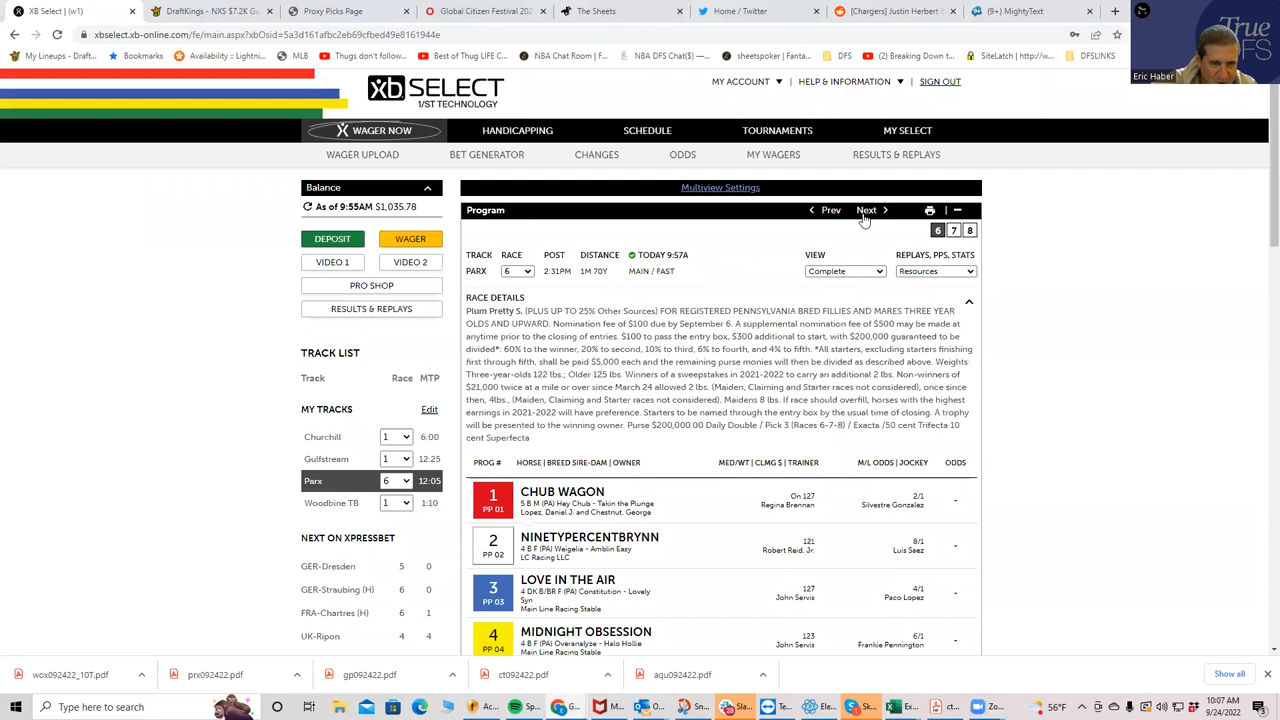 XB Select (w1)
DraftKings - NXS $7.2K Gu
Proxy Picks Page
Global Citizen Festival 202
The Sheets
Home / Twitter
[Chargers] Justin Herbert &
(9+) MightyText
xbselect.xb-online.com/fe/main.aspx?xbOsid=5a3d161afbc2eb69cfbed49e8161944e
My Lineups - Draft...
Bookmarks
Availability :: Lightni...
MLB
Thugs don't follow...
Best of Thug LIFE C...
NBA Chat Room | F...
NBA DFS Chat($) —...
sheetspoker | Fanta...
DFS
(2) Breaking Down t...
SiteLatch | http://w...
DFSLINKS
True
DFS
Eric Haber
xb SELECT
1/ST TECHNOLOGY
MY ACCOUNT
HELP & INFORMATION
SIGN OUT
WAGER NOW
HANDICAPPING
SCHEDULE
TOURNAMENTS
MY SELECT
WAGER UPLOAD
BET GENERATOR
CHANGES
ODDS
MY WAGERS
RESULTS & REPLAYS
Balance
As of 9:55AM $1,035.78
DEPOSIT
WAGER
VIDEO 1
VIDEO 2
PRO SHOP
RESULTS & REPLAYS
TRACK LIST
Track Race MTP
MY TRACKS Edit
Churchill 1 6:00
Gulfstream 1 12:25
Parx 6 12:05
Woodbine TB 1 1:10
NEXT ON XPRESSBET
GER-Dresden 5 0
GER-Straubing (H) 6 0
FRA-Chartres (H) 6 1
UK-Ripon 4 4
Multiview Settings
Program
Prev Next
6 7 8
TRACK RACE POST DISTANCE TODAY 9:57A VIEW REPLAYS, PPS, STATS
PARX 6 2:31PM 1M 70Y MAIN / FAST Complete Resources
RACE DETAILS
Plum Pretty S. (PLUS UP TO 25% Other Sources) FOR REGISTERED PENNSYLVANIA BRED FILLIES AND MARES THREE YEAR
OLDS AND UPWARD. Nomination fee of $100 due by September 6. A supplemental nomination fee of $500 may be made at
anytime prior to the closing of entries. $100 to pass the entry box, $300 additional to start, with $200,000 guaranteed to be
divided*: 60% to the winner, 20% to second, 10% to third, 6% to fourth, and 4% to fifth. *All starters, excluding starters finishing
first through fifth, shall be paid $5,000 each and the remaining purse monies will then be divided as described above. Weights:
Three-year-olds 122 lbs.; Older 125 lbs. Winners of a sweepstakes in 2021-2022 to carry an additional 2 lbs. Non-winners of
$21,000 twice at a mile or over since March 24 allowed 2 lbs. (Maiden, Claiming and Starter races not considered), once since
then, 4lbs., (Maiden, Claiming and Starter races not considered), Maidens 8 lbs. If race should overfill, horses with the highest
earnings in 2021-2022 will have preference. Starters to be named through the entry box by the usual time of closing. A trophy
will be presented to the winning owner. Purse $200,000.00 Daily Double / Pick 3 (Races 6-7-8) / Exacta /50 cent Trifecta 10
cent Superfecta
PROG # HORSE | BREED SIRE-DAM | OWNER MED/WT | CLMG $ | TRAINER M/L ODDS | JOCKEY ODDS
1 PP 01
CHUB WAGON
5 B M (PA) Hey Chub - Takin the Plunge
Lopez, Daniel J. and Chestnut, George
On 127
Regina Brennan
2/1
Silvestre Gonzalez
-
2 PP 02
NINETYPERCENTBRYNN
4 B F (PA) Weigelia - Amblin Easy
LC Racing LLC
121
Robert Reid, Jr.
8/1
Luis Saez
-
3 PP 03
LOVE IN THE AIR
4 DK B/BR F (PA) Constitution - Lovely
Syn
Main Line Racing Stable
127
John Servis
4/1
Paco Lopez
-
4 PP 04
MIDNIGHT OBSESSION
4 B F (PA) Overanalyze - Halo Hollie
Main Line Racing Stable
123
John Servis
6/1
Frankie Pennington
-
wox092422_10T.pdf
prx092422.pdf
gp092422.pdf
ct092422.pdf
aqu092422.pdf
Show all
Type here to search
Ac...
G...
M...
O...
Sn...
Sla...
Te...
Ele...
Sk...
Ex...
ct...
Zo...
56°F
10:07 AM
9/24/2022